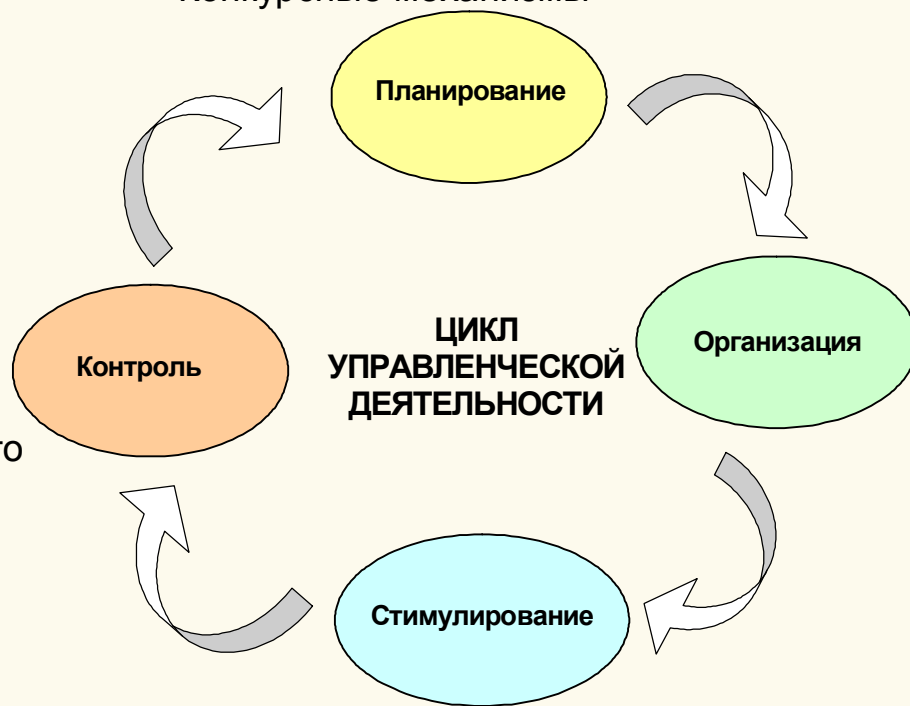 Планирование
Организация
ЦИКЛ
УПРАВЛЕНЧЕСКОЙ
ДЕЯТЕЛЬНОСТИ
Контроль
Стимулирование